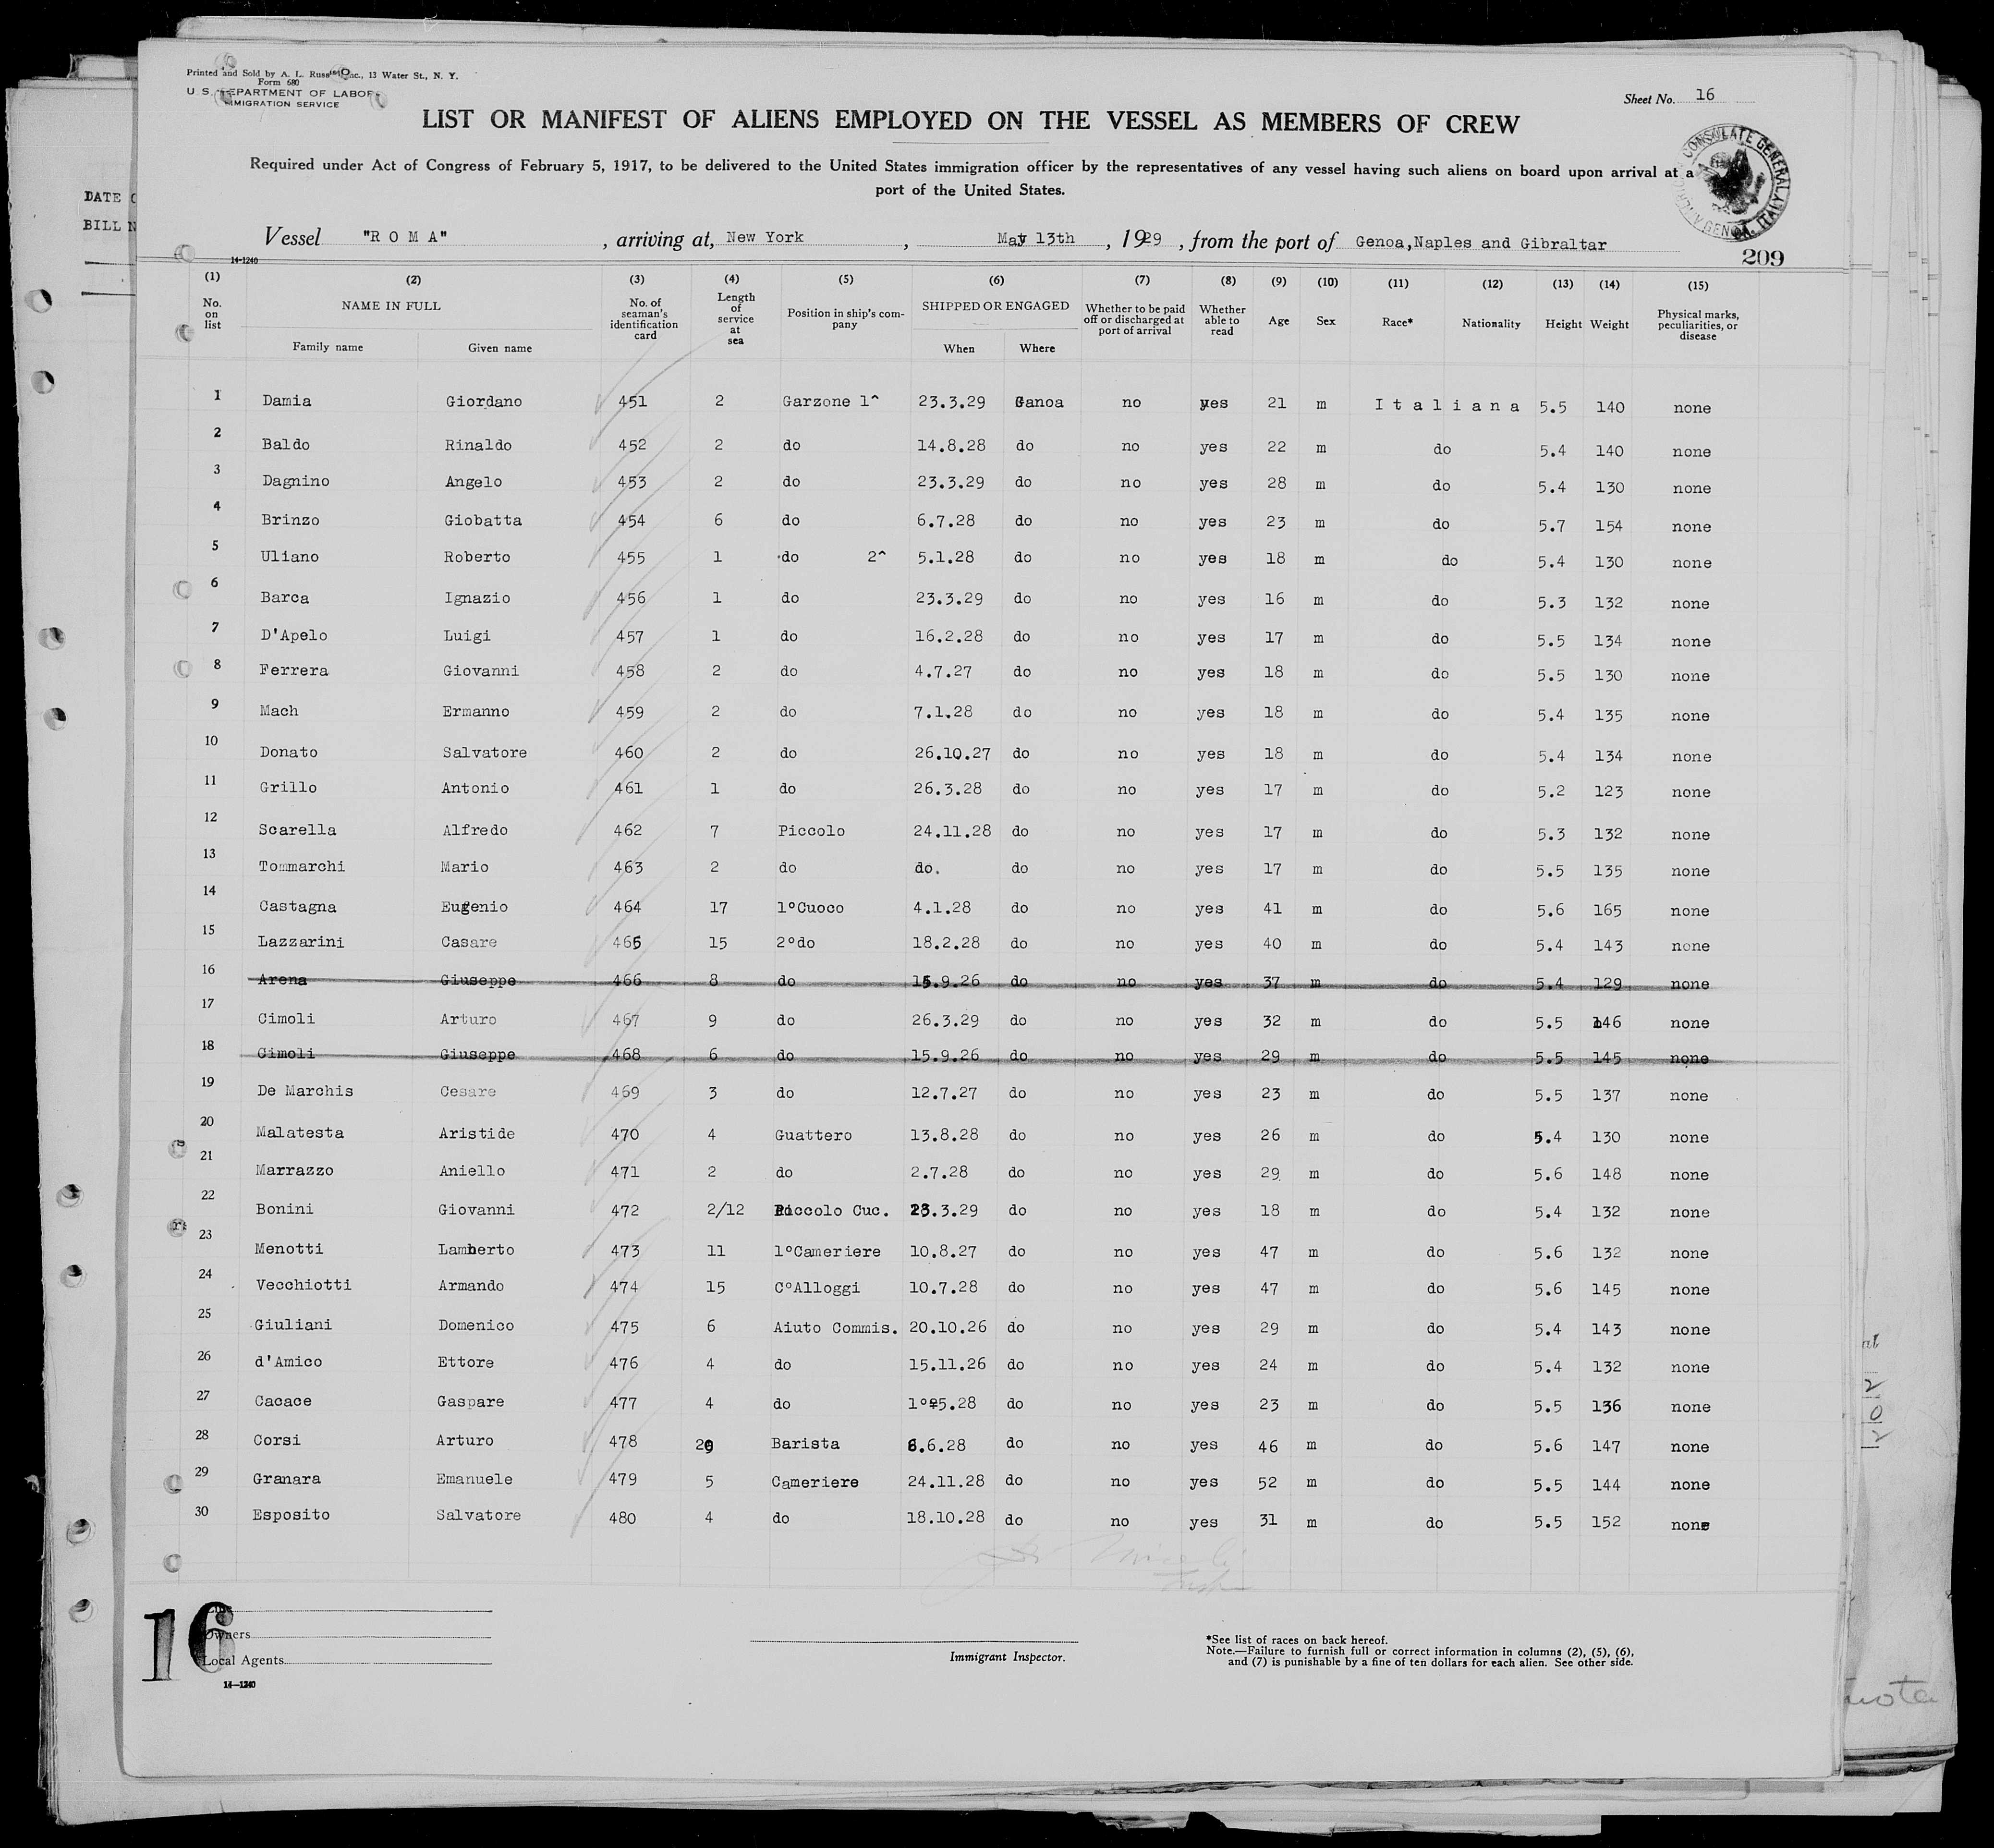 Printed and Sold by A. L. Russell Inc., 13 Water St., N. Y.
Form 680
U. S. DEPARTMENT OF LABOR
IMMIGRATION SERVICE
Sheet No. 16
LIST OR MANIFEST OF ALIENS EMPLOYED ON THE VESSEL AS MEMBERS OF CREW
Required under Act of Congress of February 5, 1917, to be delivered to the United States immigration officer by the representatives of any vessel having such aliens on board upon arrival at a
port of the United States.
CONSULATE GENERAL
GENOA, ITALY
DATE
BILL N
Vessel "R O M A" , arriving at, New York , May 13th , 1929 , from the port of Genoa,Naples and Gibraltar
209
14-1240
(1) (2) (3) (4) (5) (6) (7) (8) (9) (10) (11) (12) (13) (14) (15)
No. on list NAME IN FULL Family name Given name No. of seaman's identification card Length of service at sea Position in ship's company SHIPPED OR ENGAGED When Where Whether to be paid off or discharged at port of arrival Whether able to read Age Sex Race* Nationality Height Weight Physical marks, peculiarities, or disease
1 Damia Giordano 451 2 Garzone 1^ 23.3.29 Genoa no yes 21 m Italiana 5.5 140 none
2 Baldo Rinaldo 452 2 do 14.8.28 do no yes 22 m do 5.4 140 none
3 Dagnino Angelo 453 2 do 23.3.29 do no yes 28 m do 5.4 130 none
4 Brinzo Giobatta 454 6 do 6.7.28 do no yes 23 m do 5.7 154 none
5 Uliano Roberto 455 1 do 2^ 5.1.28 do no yes 18 m do 5.4 130 none
6 Barca Ignazio 456 1 do 23.3.29 do no yes 16 m do 5.3 132 none
7 D'Apelo Luigi 457 1 do 16.2.28 do no yes 17 m do 5.5 134 none
8 Ferrera Giovanni 458 2 do 4.7.27 do no yes 18 m do 5.5 130 none
9 Mach Ermanno 459 2 do 7.1.28 do no yes 18 m do 5.4 135 none
10 Donato Salvatore 460 2 do 26.10.27 do no yes 18 m do 5.4 134 none
11 Grillo Antonio 461 1 do 26.3.28 do no yes 17 m do 5.2 123 none
12 Scarella Alfredo 462 7 Piccolo 24.11.28 do no yes 17 m do 5.3 132 none
13 Tommarchi Mario 463 2 do do. do no yes 17 m do 5.5 135 none
14 Castagna Eugenio 464 17 1°Cuoco 4.1.28 do no yes 41 m do 5.6 165 none
15 Lazzarini Casare 465 15 2°do 18.2.28 do no yes 40 m do 5.4 143 none
16 Arena Giuseppe 466 8 do 15.9.26 do no yes 37 m do 5.4 129 none
17 Cimoli Arturo 467 9 do 26.3.29 do no yes 32 m do 5.5 146 none
18 Cimoli Giuseppe 468 6 do 15.9.26 do no yes 29 m do 5.5 145 none
19 De Marchis Cesare 469 3 do 12.7.27 do no yes 23 m do 5.5 137 none
20 Malatesta Aristide 470 4 Guattero 13.8.28 do no yes 26 m do 5.4 130 none
21 Marrazzo Aniello 471 2 do 2.7.28 do no yes 29 m do 5.6 148 none
22 Bonini Giovanni 472 2/12 Piccolo Cuc. 23.3.29 do no yes 18 m do 5.4 132 none
23 Menotti Lamberto 473 11 1°Cameriere 10.8.27 do no yes 47 m do 5.6 132 none
24 Vecchiotti Armando 474 15 C°Alloggi 10.7.28 do no yes 47 m do 5.6 145 none
25 Giuliani Domenico 475 6 Aiuto Commis. 20.10.26 do no yes 29 m do 5.4 143 none
26 d'Amico Ettore 476 4 do 15.11.26 do no yes 24 m do 5.4 132 none
27 Cacace Gaspare 477 4 do do no yes 23 m do 5.5 136 none
28 Corsi Arturo 478 Barista 6.6.28 do no yes 46 m do 5.6 147 none
29 Granara Emanuele 479 5 Cameriere 24.11.28 do no yes 52 m do 5.5 144 none
30 Esposito Salvatore 480 4 do 18.10.28 do no yes 31 m do 5.5 152 none
16
Owners
Local Agents
14-1240
Immigrant Inspector.
*See list of races on back hereof.
Note.—Failure to furnish full or correct information in columns (2), (5), (6),
and (7) is punishable by a fine of ten dollars for each alien. See other side.